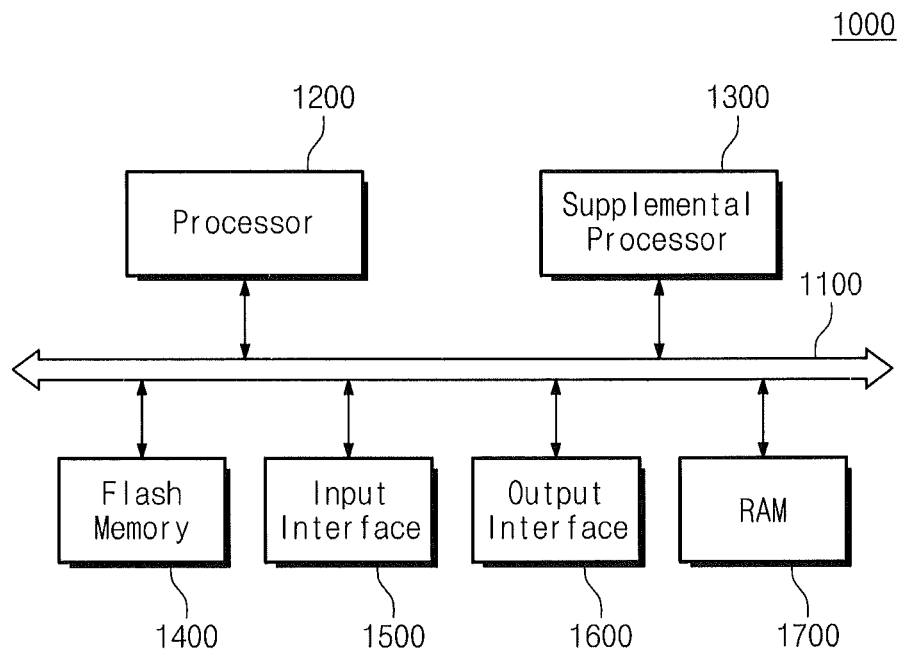 1000
1200
1300
Processor
Supplemental
Processor
1100
Flash
Memory
Input
Interface
Output
Interface
RAM
1400
1500
1600
1700